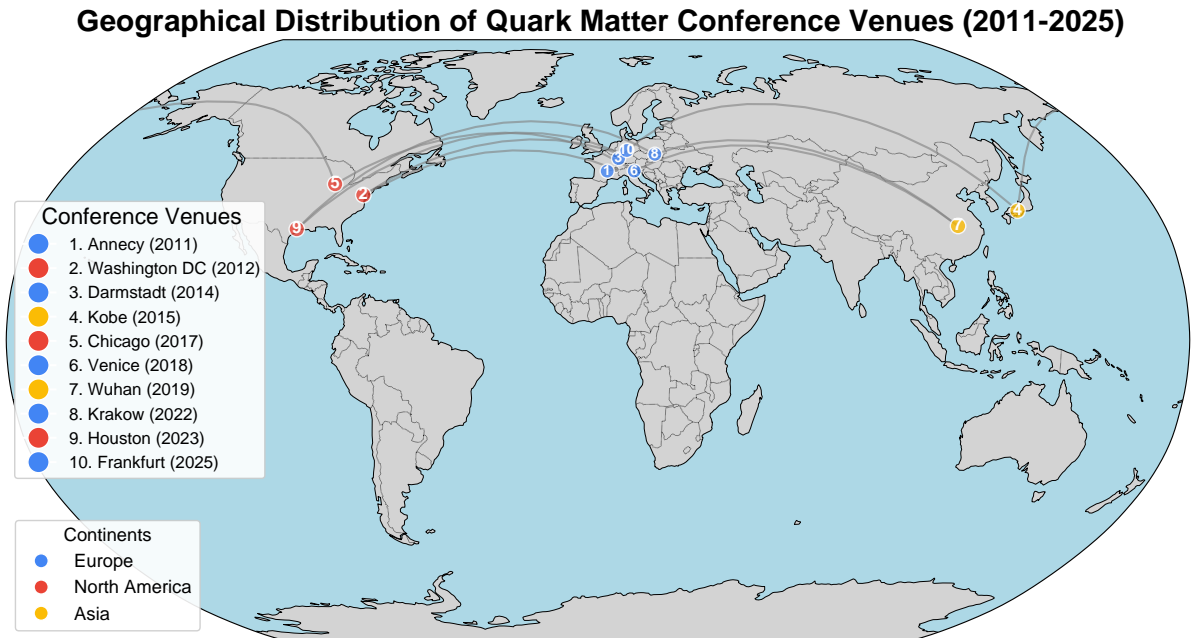 Geographical Distribution of Quark Matter Conference Venues (2011-2025)
10
8
3
1
6
5
2
4
7
9
Conference Venues
1. Annecy (2011)
2. Washington DC (2012)
3. Darmstadt (2014)
4. Kobe (2015)
5. Chicago (2017)
6. Venice (2018)
7. Wuhan (2019)
8. Krakow (2022)
9. Houston (2023)
10. Frankfurt (2025)
Continents
Europe
North America
Asia